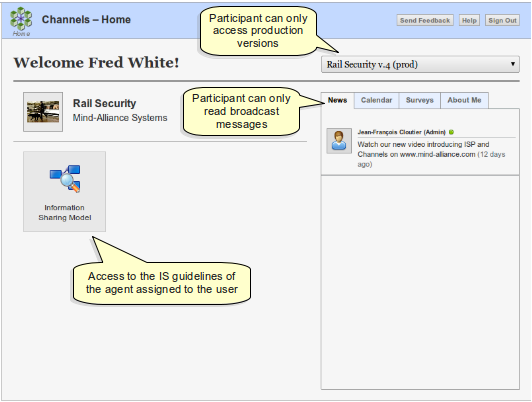 Channels – Home
Home
Send Feedback
Help
Sign Out
Participant can only
access production
versions
Welcome Fred White!
Rail Security v.4 (prod)
Rail Security
Mind-Alliance Systems
Participant can only
read broadcast
messages
News
Calendar
Surveys
About Me
Jean-François Cloutier (Admin)
Watch our new video introducing ISP and
Channels on www.mind-alliance.com (12 days
ago)
Information
Sharing Model
Access to the IS guidelines of
the agent assigned to the user